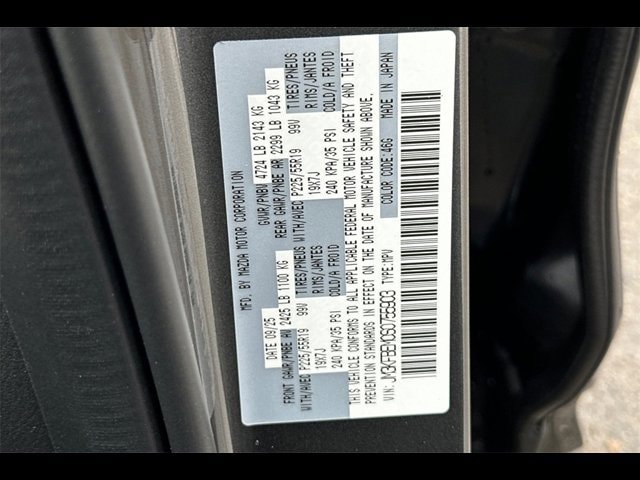 MFD. BY MAZDA MOTOR CORPORATION
DATE 09/25 GVWR/PNBV 4724 LB 2143 KG
FRONT GAWR/PNBE AV 2425 LB 1100 KG REAR GAWR/PNBE AR 2299 LB 1043 KG
WITH/AVEC P225/55R19 99V TIRES/PNEUS WITH/AVEC P225/55R19 99V TIRES/PNEUS
19X7J RIMS/JANTES 19X7J RIMS/JANTES
240 KPA/35 PSI COLD/A FROID 240 KPA/35 PSI COLD/A FROID
THIS VEHICLE CONFORMS TO ALL APPLICABLE FEDERAL MOTOR VEHICLE SAFETY AND THEFT
PREVENTION STANDARDS IN EFFECT ON THE DATE OF MANUFACTURE SHOWN ABOVE.
COLOR CODE:46G MADE IN JAPAN
VIN: JM3KFBEM0S0755903 TYPE:MPV